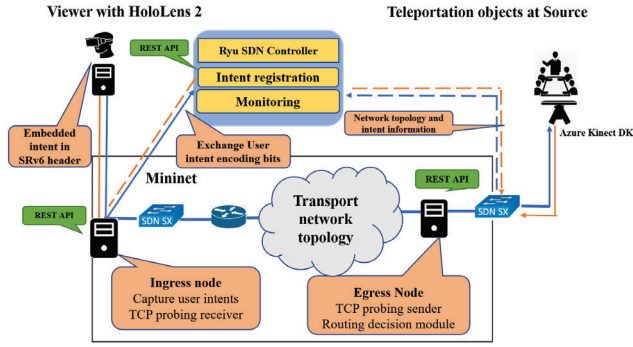 Viewer with HoloLens 2
Teleportation objects at Source
REST API
Ryu SDN Controller
Intent registration
Monitoring
Embedded
intent in
SRv6 header
Exchange User
intent encoding bits
Network topology and
intent information
Azure Kinect DK
Mininet
REST API
REST API
SDN SX
Transport
network
topology
SDN SX
Ingress node
Capture user intents
TCP probing receiver
Egress Node
TCP probing sender
Routing decision module